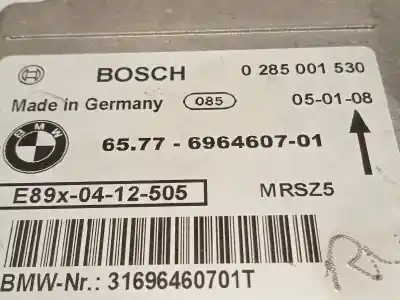 BOSCH 0 285 001 530
Made in Germany 085 05-01-08
BMW
65.77 - 6964607-01
E89x-04-12-505 MRSZ5
BMW-Nr.: 31696460701T